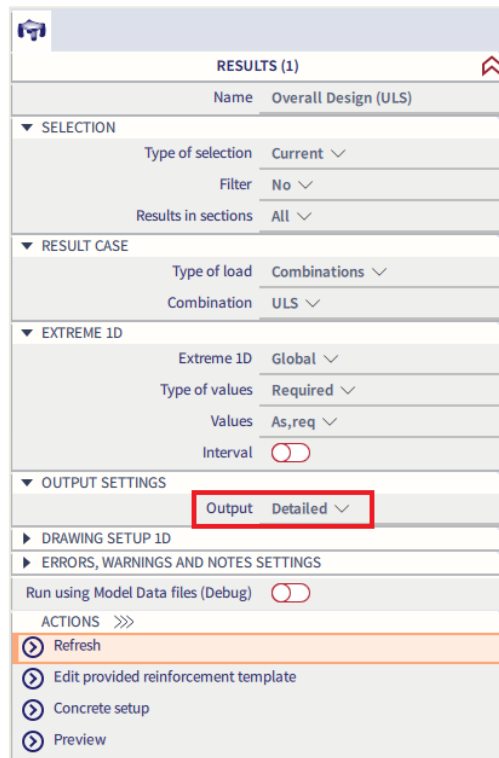 RESULTS (1)
Name Overall Design (ULS)
SELECTION
Type of selection Current
Filter No
Results in sections All
RESULT CASE
Type of load Combinations
Combination ULS
EXTREME 1D
Extreme 1D Global
Type of values Required
Values As,req
Interval
OUTPUT SETTINGS
Output Detailed
DRAWING SETUP 1D
ERRORS, WARNINGS AND NOTES SETTINGS
Run using Model Data files (Debug)
ACTIONS >>>
Refresh
Edit provided reinforcement template
Concrete setup
Preview